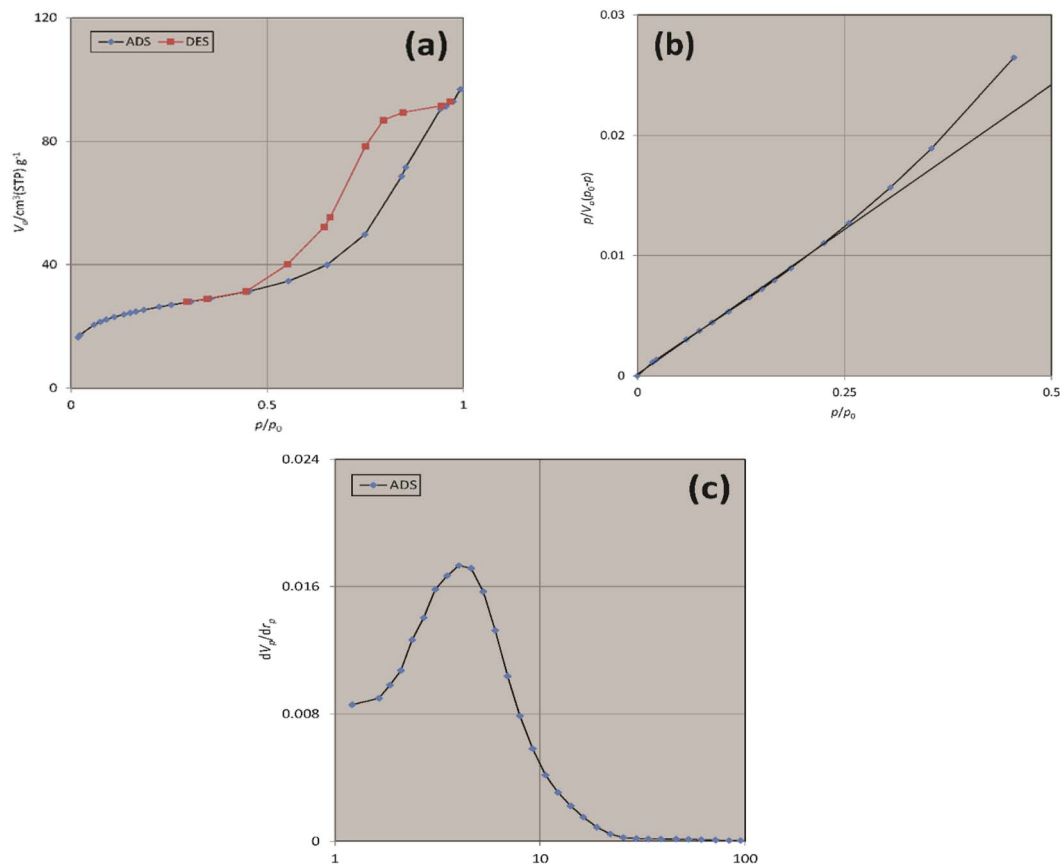 120
ADS DES
(a)
80
Vₐ/cm³(STP) g⁻¹
40
0
0 0.5 1
p/p₀
0.03
(b)
0.02
p/Vₐ(p₀-p)
0.01
0
0 0.25 0.5
p/p₀
0.024
ADS
(c)
0.016
dVₚ/drₚ
0.008
0
1 10 100